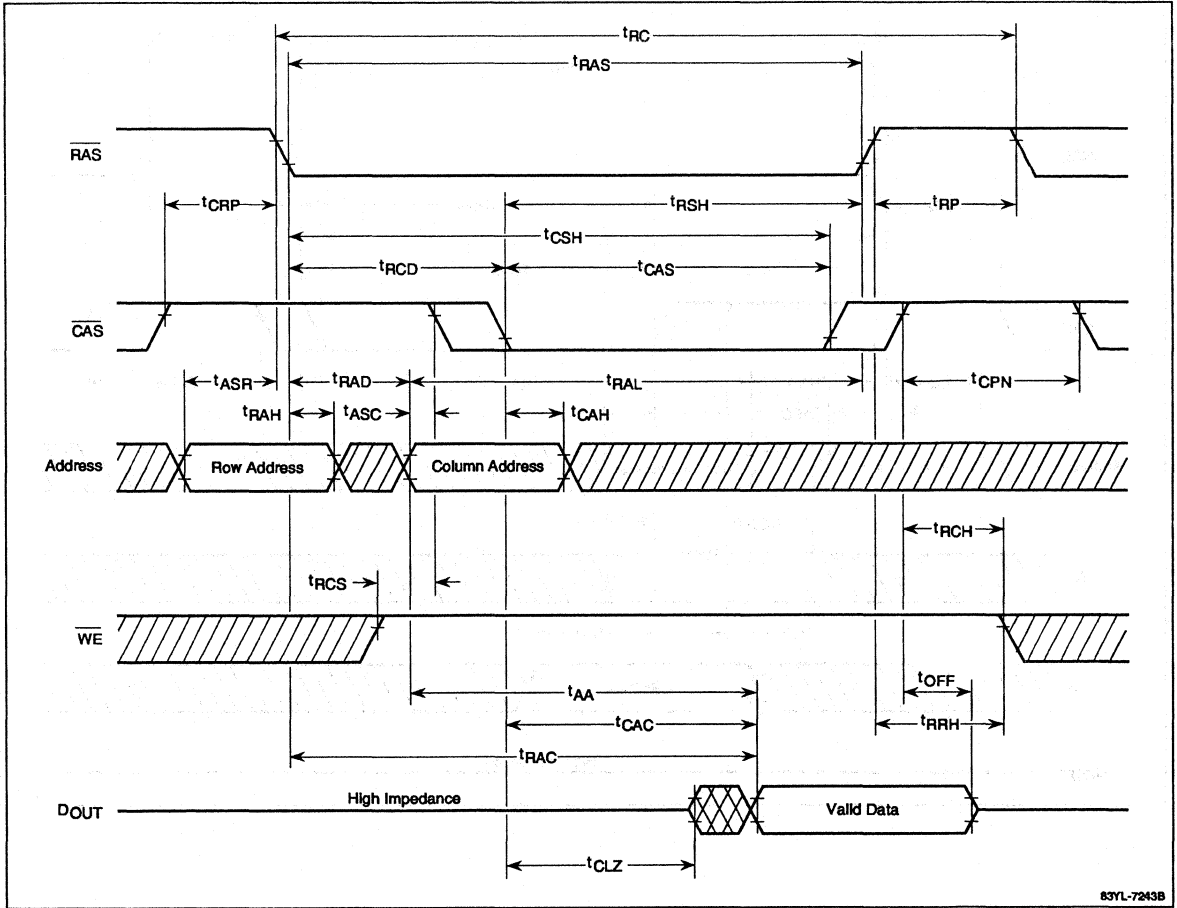 tRC
tRAS
RAS
tCRP
tRSH
tRP
tCSH
tRCD
tCAS
CAS
tASR
tRAD
tRAL
tCPN
tRAH
tASC
tCAH
Address
Row Address
Column Address
tRCH
tRCS
WE
tOFF
tAA
tCAC
tRRH
tRAC
DOUT
High Impedance
Valid Data
tCLZ
83YL-7243B